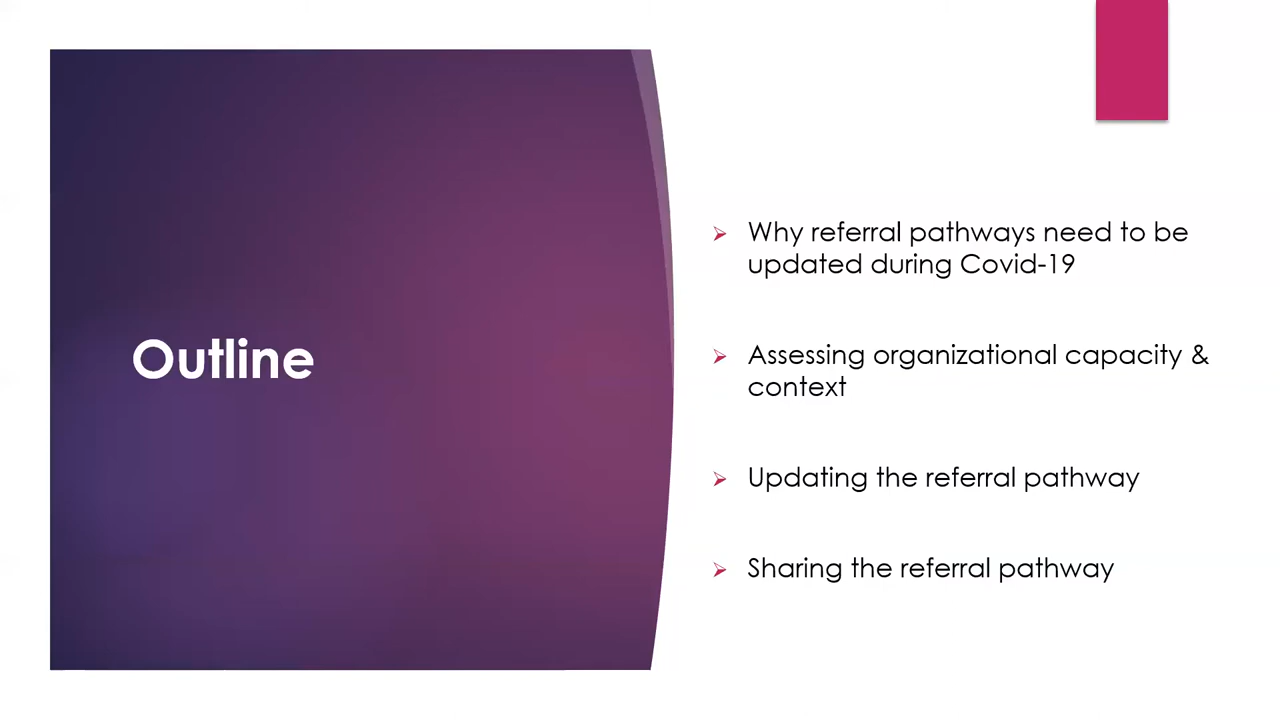 Outline
Why referral pathways need to be
updated during Covid-19
Assessing organizational capacity &
context
Updating the referral pathway
Sharing the referral pathway